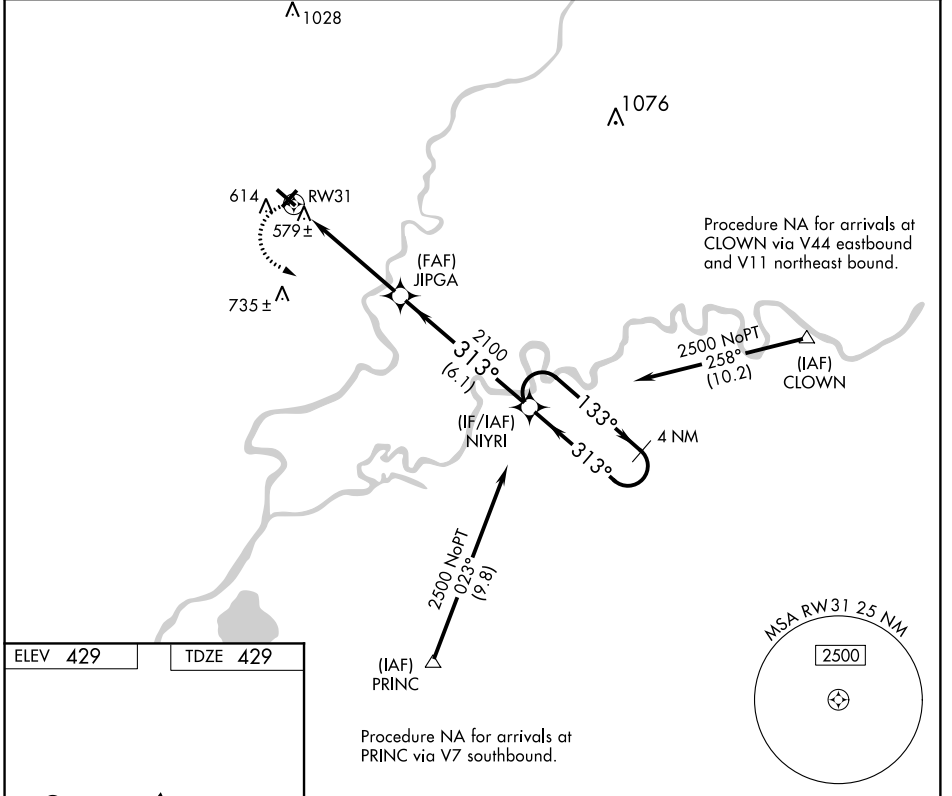 1028
1076
614
RW31
579±
735 ±
(FAF)
JIPGA
Procedure NA for arrivals at
CLOWN via V44 eastbound
and V11 northeast bound.
2100
313°
(6.1)
2500 NoPT
258°
(10.2)
(IAF)
CLOWN
(IF/IAF)
NIYRI
133°
313°
4 NM
2500 NoPT
023°
(9.8)
(IAF)
PRINC
Procedure NA for arrivals at
PRINC via V7 southbound.
MSA RW31 25 NM
2500
ELEV 429
TDZE 429